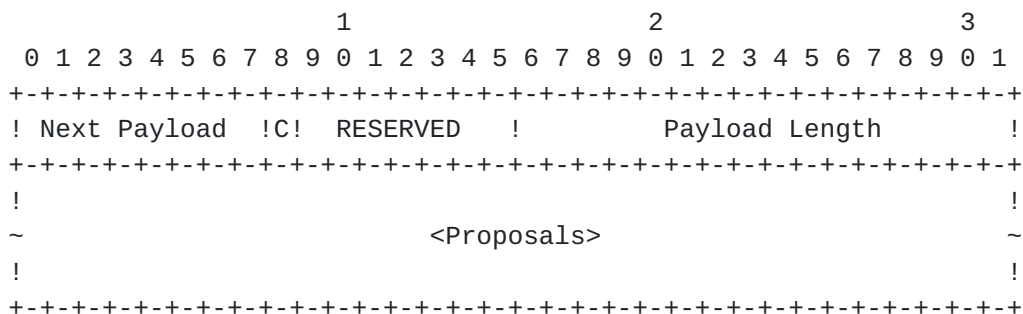 1                   2                   3
 0 1 2 3 4 5 6 7 8 9 0 1 2 3 4 5 6 7 8 9 0 1 2 3 4 5 6 7 8 9 0 1
+-+-+-+-+-+-+-+-+-+-+-+-+-+-+-+-+-+-+-+-+-+-+-+-+-+-+-+-+-+-+-+-+
! Next Payload  !C!  RESERVED   !         Payload Length        !
+-+-+-+-+-+-+-+-+-+-+-+-+-+-+-+-+-+-+-+-+-+-+-+-+-+-+-+-+-+-+-+-+
!                                                               !
~                          <Proposals>                          ~
!                                                               !
+-+-+-+-+-+-+-+-+-+-+-+-+-+-+-+-+-+-+-+-+-+-+-+-+-+-+-+-+-+-+-+-+